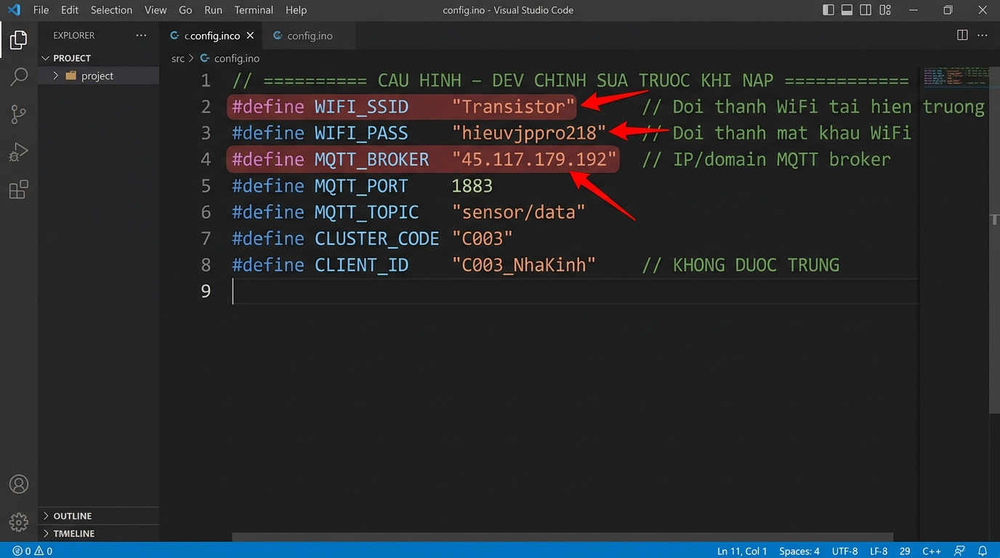 File Edit Selection View Go Run Terminal Help
config.ino - Visual Studio Code
EXPLORER
PROJECT
project
c.config.inco
config.ino
src > config.ino
1 // ========== CAU HINH – DEV CHINH SUA TRUOC KHI NAP ============
2 #define WIFI_SSID "Transistor" // Doi thanh WiFi tai hien truong
3 #define WIFI_PASS "hieuvjppro218" // Doi thanh mat khau WiFi
4 #define MQTT_BROKER "45.117.179.192" // IP/domain MQTT broker
5 #define MQTT_PORT 1883
6 #define MQTT_TOPIC "sensor/data"
7 #define CLUSTER_CODE "C003"
8 #define CLIENT_ID "C003_NhaKinh" // KHONG DUOC TRUNG
9
OUTLINE
TMELINE
0 0
Ln 11, Col 1 Spaces: 4 UTF-8 LF-8 29 C++